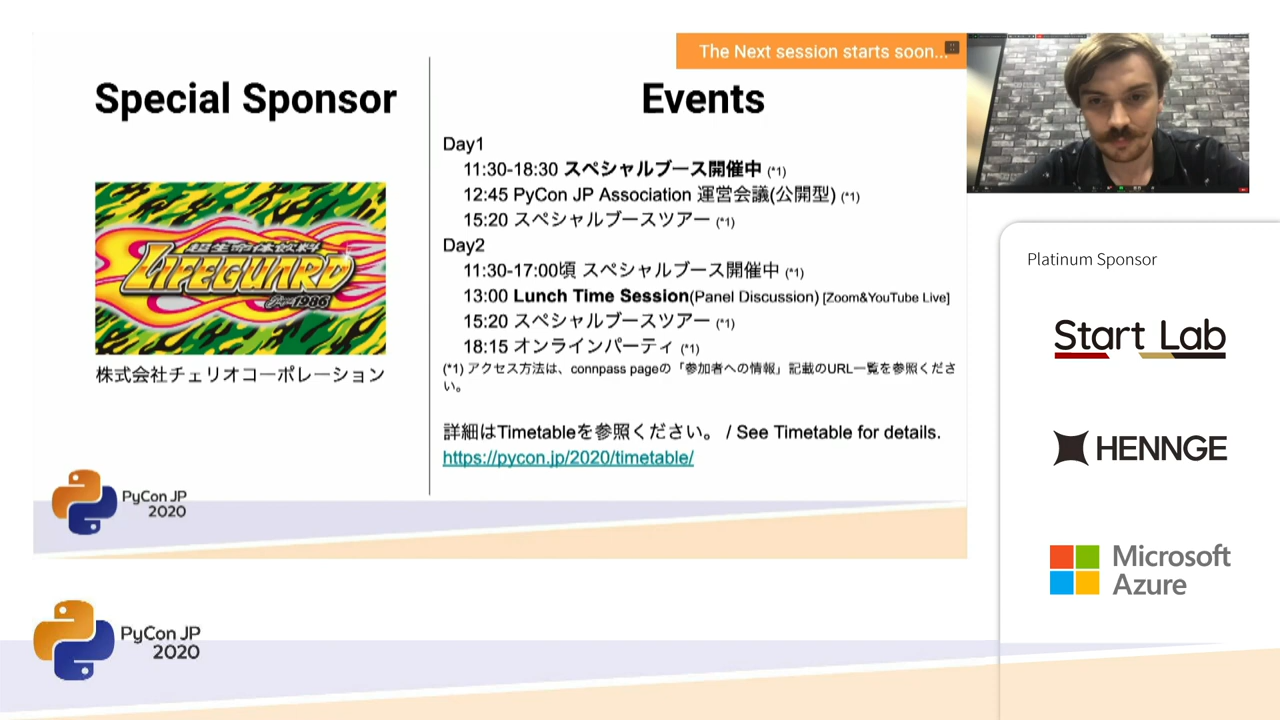 The Next session starts soon...
Special Sponsor
超生命体飲料
LIFEGUARD
Since 1986
株式会社チェリオコーポレーション
PyCon JP
2020
Events
Day1
11:30-18:30 スペシャルブース開催中 (*1)
12:45 PyCon JP Association 運営会議(公開型) (*1)
15:20 スペシャルブースツアー (*1)
Day2
11:30-17:00頃 スペシャルブース開催中 (*1)
13:00 Lunch Time Session(Panel Discussion) [Zoom&YouTube Live]
15:20 スペシャルブースツアー (*1)
18:15 オンラインパーティ (*1)
(*1) アクセス方法は、connpass pageの「参加者への情報」記載のURL一覧を参照くださ
い。
詳細はTimetableを参照ください。 / See Timetable for details.
https://pycon.jp/2020/timetable/
Platinum Sponsor
Start Lab
HENNGE
Microsoft
Azure
PyCon JP
2020